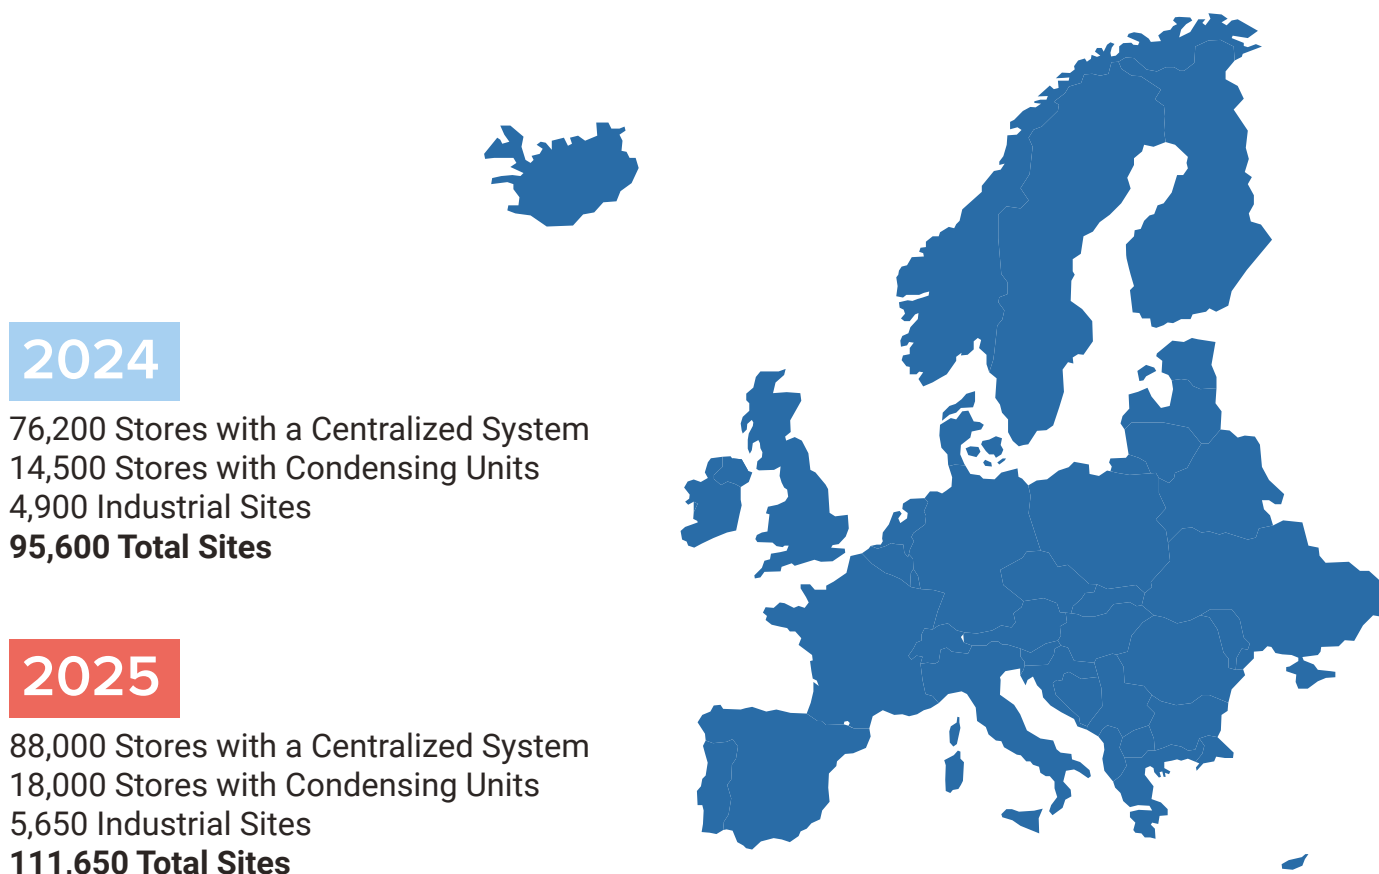 2024
76,200 Stores with a Centralized System
14,500 Stores with Condensing Units
4,900 Industrial Sites
95,600 Total Sites
2025
88,000 Stores with a Centralized System
18,000 Stores with Condensing Units
5,650 Industrial Sites
111,650 Total Sites